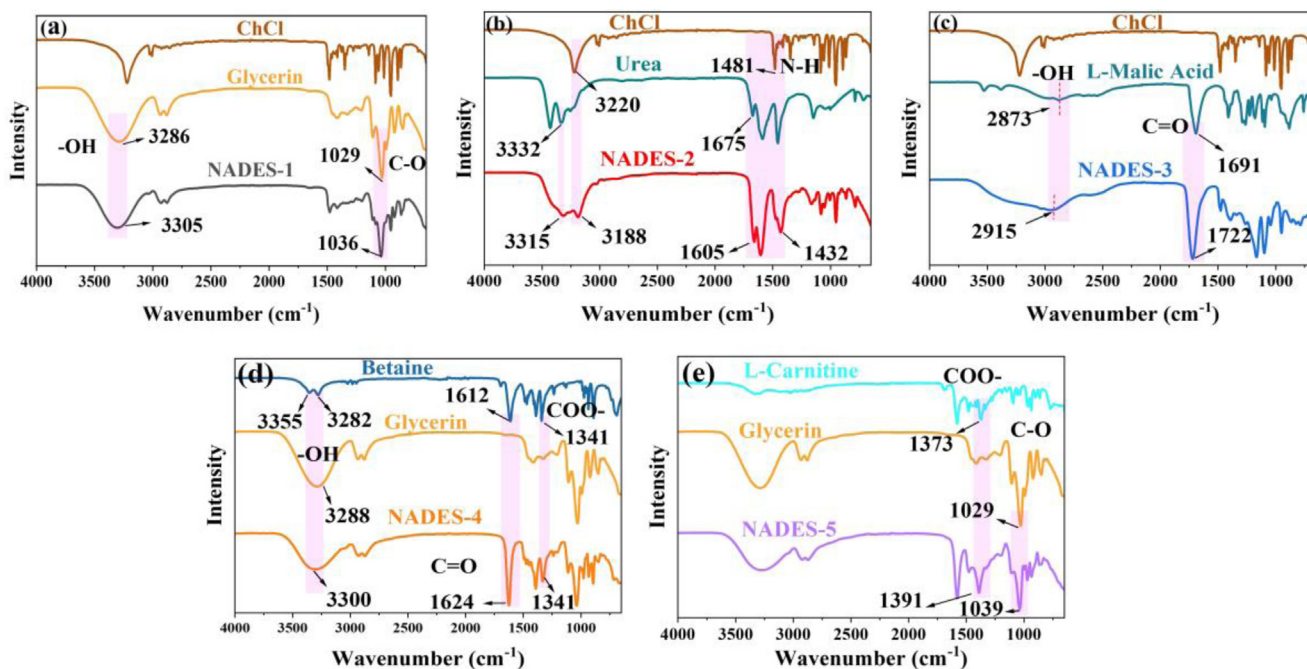 (a)
ChCl
Glycerin
-OH
3286
1029
C-O
NADES-1
3305
1036
Intensity
4000 3500 3000 2500 2000 1500 1000
Wavenumber (cm-1)
(b)
ChCl
Urea
1481
N-H
3220
3332
1675
NADES-2
3315
3188
1605
1432
Intensity
4000 3500 3000 2500 2000 1500 1000
Wavenumber (cm-1)
(c)
ChCl
-OH
L-Malic Acid
2873
C=O
1691
NADES-3
2915
1722
Intensity
4000 3500 3000 2500 2000 1500 1000
Wavenumber (cm-1)
(d)
Betaine
1612
COO-
3355
3282
1341
Glycerin
-OH
3288
NADES-4
C=O
3300
1624
1341
Intensity
4000 3500 3000 2500 2000 1500 1000
Wavenumber (cm-1)
(e)
L-Carnitine
COO-
Glycerin
1373
C-O
1029
NADES-5
1391
1039
Intensity
4000 3500 3000 2500 2000 1500 1000
Wavenumber (cm-1)